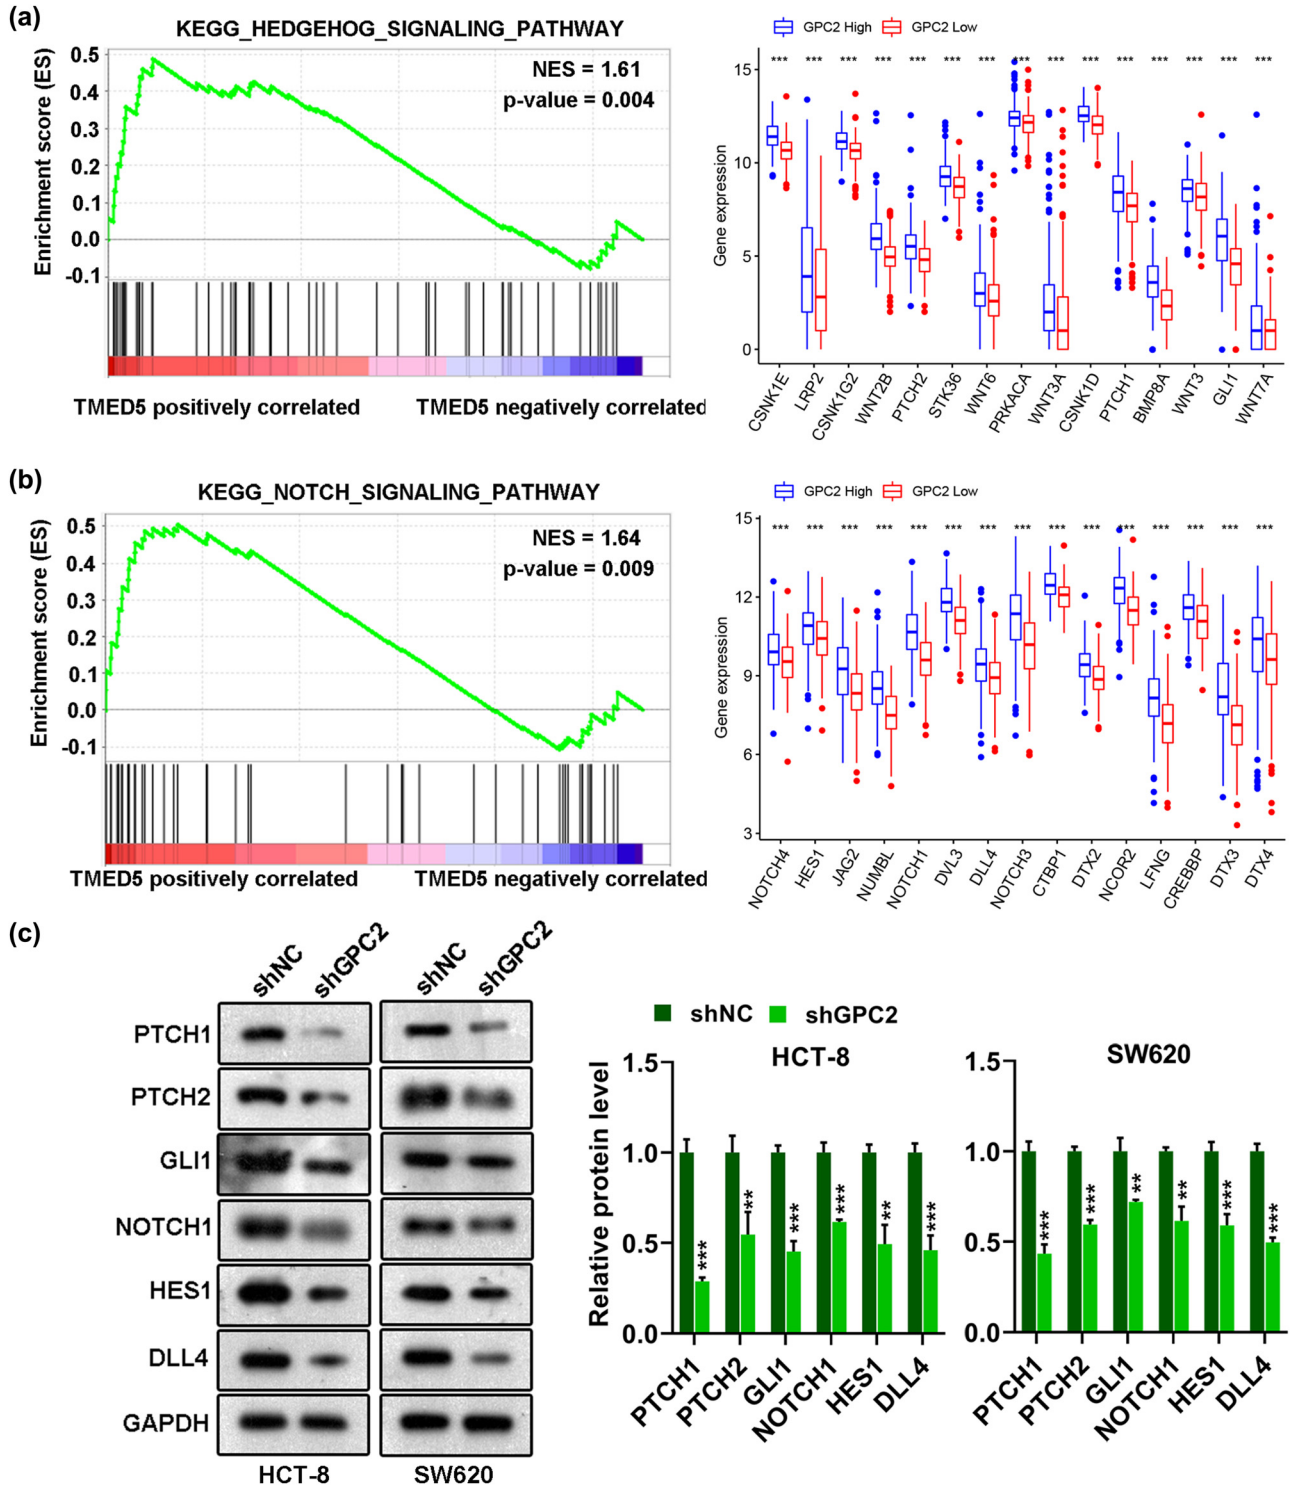 (a)
KEGG_HEDGEHOG_SIGNALING_PATHWAY
NES = 1.61
p-value = 0.004
Enrichment score (ES)
0.5
0.4
0.3
0.2
0.1
0.0
-0.1
TMED5 positively correlated TMED5 negatively correlated
GPC2 High GPC2 Low
Gene expression
15
10
5
0
*** *** *** *** *** *** *** *** *** *** *** *** *** *** ***
CSNK1E LRP2 CSNK1G2 WNT2B PTCH2 STK36 WNT6 PRKACA WNT3A CSNK1D PTCH1 BMP8A WNT3 GLI1 WNT7A
(b)
KEGG_NOTCH_SIGNALING_PATHWAY
NES = 1.64
p-value = 0.009
Enrichment score (ES)
0.5
0.4
0.3
0.2
0.1
0.0
-0.1
TMED5 positively correlated TMED5 negatively correlated
GPC2 High GPC2 Low
Gene expression
15
12
9
6
3
*** *** *** *** *** *** *** *** *** *** *** *** *** *** ***
NOTCH4 HES1 JAG2 NUMBL NOTCH1 DVL3 DLL4 NOTCH3 CTBP1 DTX2 NCOR2 LFNG CREBBP DTX3 DTX4
(c)
shNC shGPC2 shNC shGPC2
PTCH1
PTCH2
GLI1
NOTCH1
HES1
DLL4
GAPDH
HCT-8 SW620
shNC shGPC2
HCT-8
Relative protein level
1.5
1.0
0.5
0.0
*** ** *** *** ** ***
PTCH1 PTCH2 GLI1 NOTCH1 HES1 DLL4
SW620
1.5
1.0
0.5
0.0
*** *** ** ** *** ***
PTCH1 PTCH2 GLI1 NOTCH1 HES1 DLL4